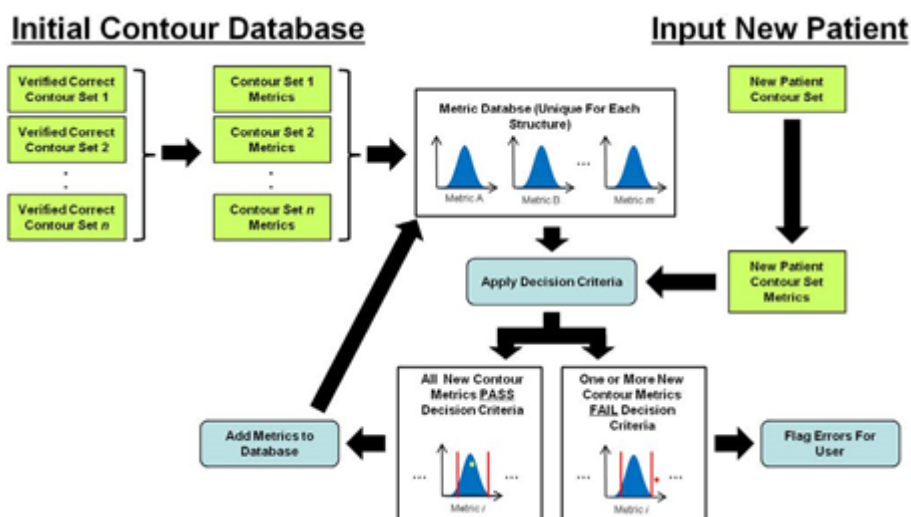 Initial Contour Database
Input New Patient
Verified Correct
Contour Set 1
Verified Correct
Contour Set 2
.
.
Verified Correct
Contour Set n
Contour Set 1
Metrics
Contour Set 2
Metrics
.
.
Contour Set n
Metrics
Metric Databse (Unique For Each
Structure)
...
Metric A
Metric B
Metric m
New Patient
Contour Set
New Patient
Contour Set
Metrics
Apply Decision Criteria
All New Contour
Metrics PASS
Decision Criteria
... ...
Metric i
One or More New
Contour Metrics
FAIL Decision
Criteria
... ...
Metric i
Add Metrics to
Database
Flag Errors For
User